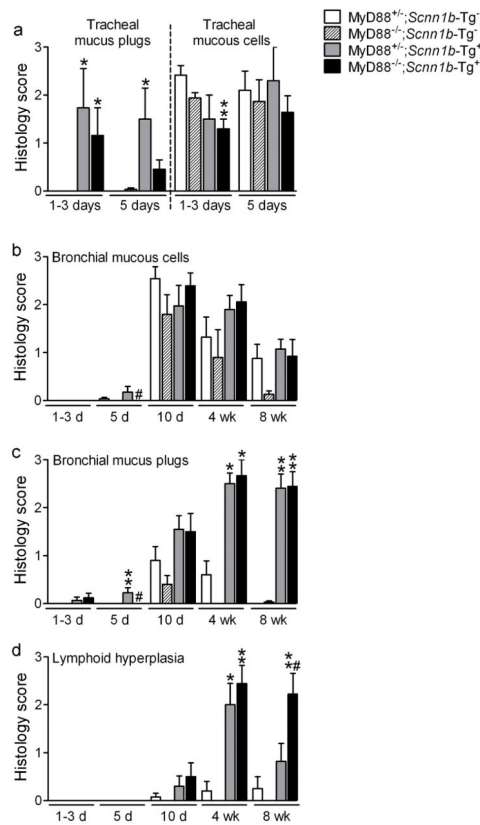 MyD88+/-;Scnn1b-Tg-
MyD88-/-;Scnn1b-Tg-
MyD88+/-;Scnn1b-Tg+
MyD88-/-;Scnn1b-Tg+
a
Tracheal mucus plugs
Tracheal mucous cells
Histology score
3
2
1
0
* * * * *
1-3 days 5 days 1-3 days 5 days
b
Bronchial mucous cells
Histology score
3
2
1
0
#
1-3 d 5 d 10 d 4 wk 8 wk
c
Bronchial mucus plugs
Histology score
3
2
1
0
* * # * * * * * *
1-3 d 5 d 10 d 4 wk 8 wk
d
Lymphoid hyperplasia
Histology score
3
2
1
0
* * * * * #
1-3 d 5 d 10 d 4 wk 8 wk